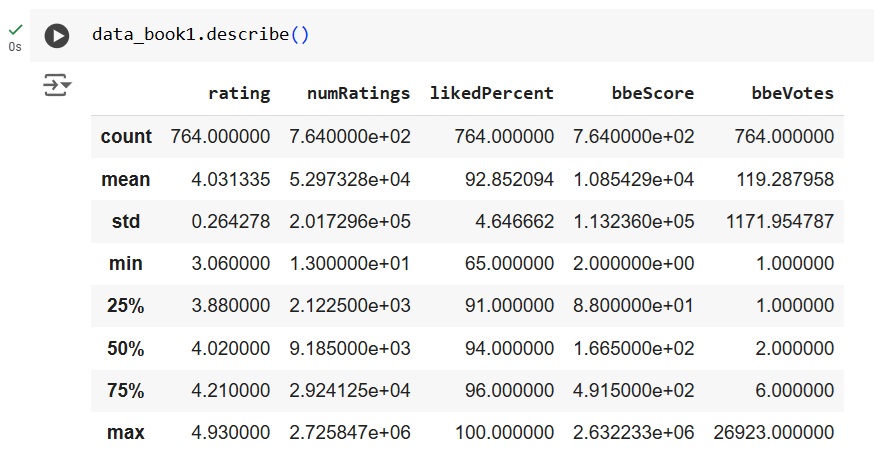 data_book1.describe()
0s
rating numRatings likedPercent bbeScore bbeVotes
count 764.000000 7.640000e+02 764.000000 7.640000e+02 764.000000
mean 4.031335 5.297328e+04 92.852094 1.085429e+04 119.287958
std 0.264278 2.017296e+05 4.646662 1.132360e+05 1171.954787
min 3.060000 1.300000e+01 65.000000 2.000000e+00 1.000000
25% 3.880000 2.122500e+03 91.000000 8.800000e+01 1.000000
50% 4.020000 9.185000e+03 94.000000 1.665000e+02 2.000000
75% 4.210000 2.924125e+04 96.000000 4.915000e+02 6.000000
max 4.930000 2.725847e+06 100.000000 2.632233e+06 26923.000000